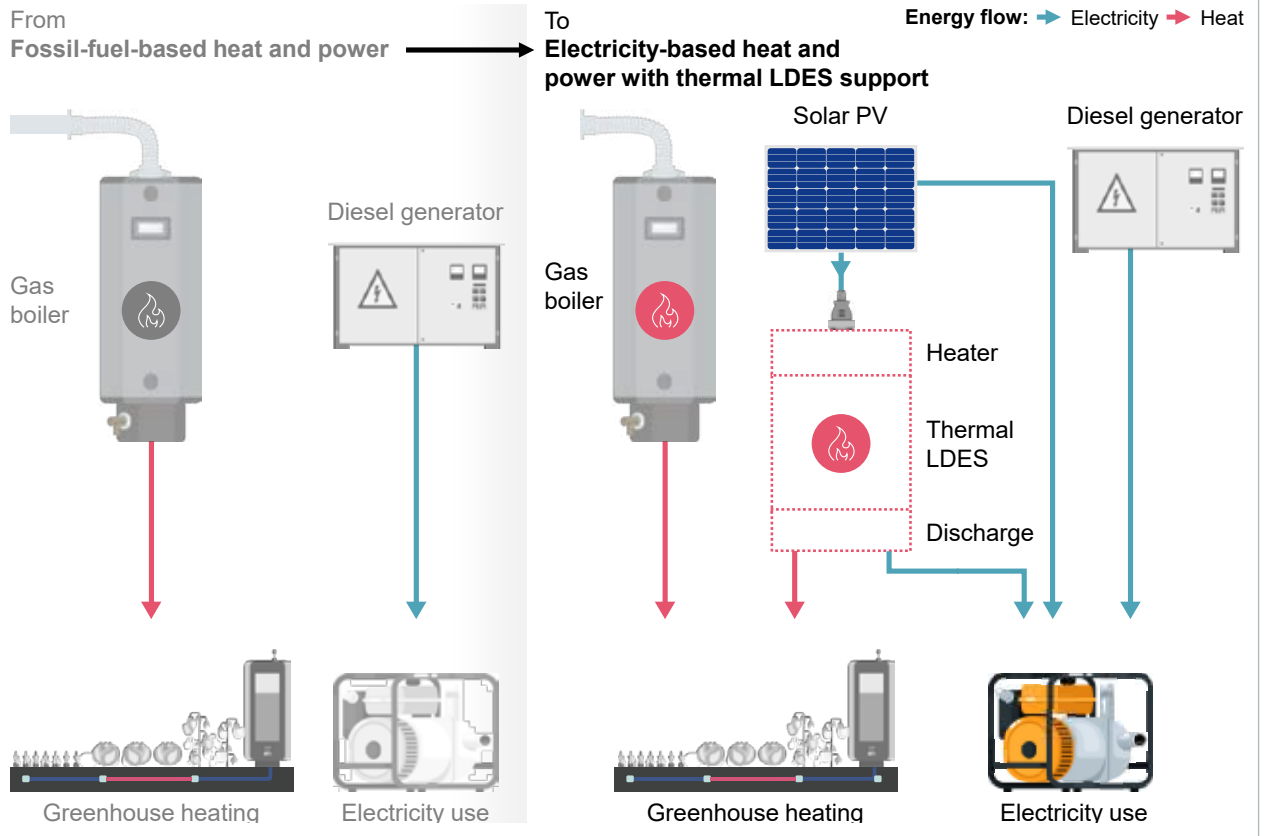 From
Fossil-fuel-based heat and power
To
Electricity-based heat and
power with thermal LDES support
Energy flow: Electricity Heat
Gas
boiler
Diesel generator
Greenhouse heating
Electricity use
Gas
boiler
Solar PV
Diesel generator
Heater
Thermal
LDES
Discharge
Greenhouse heating
Electricity use